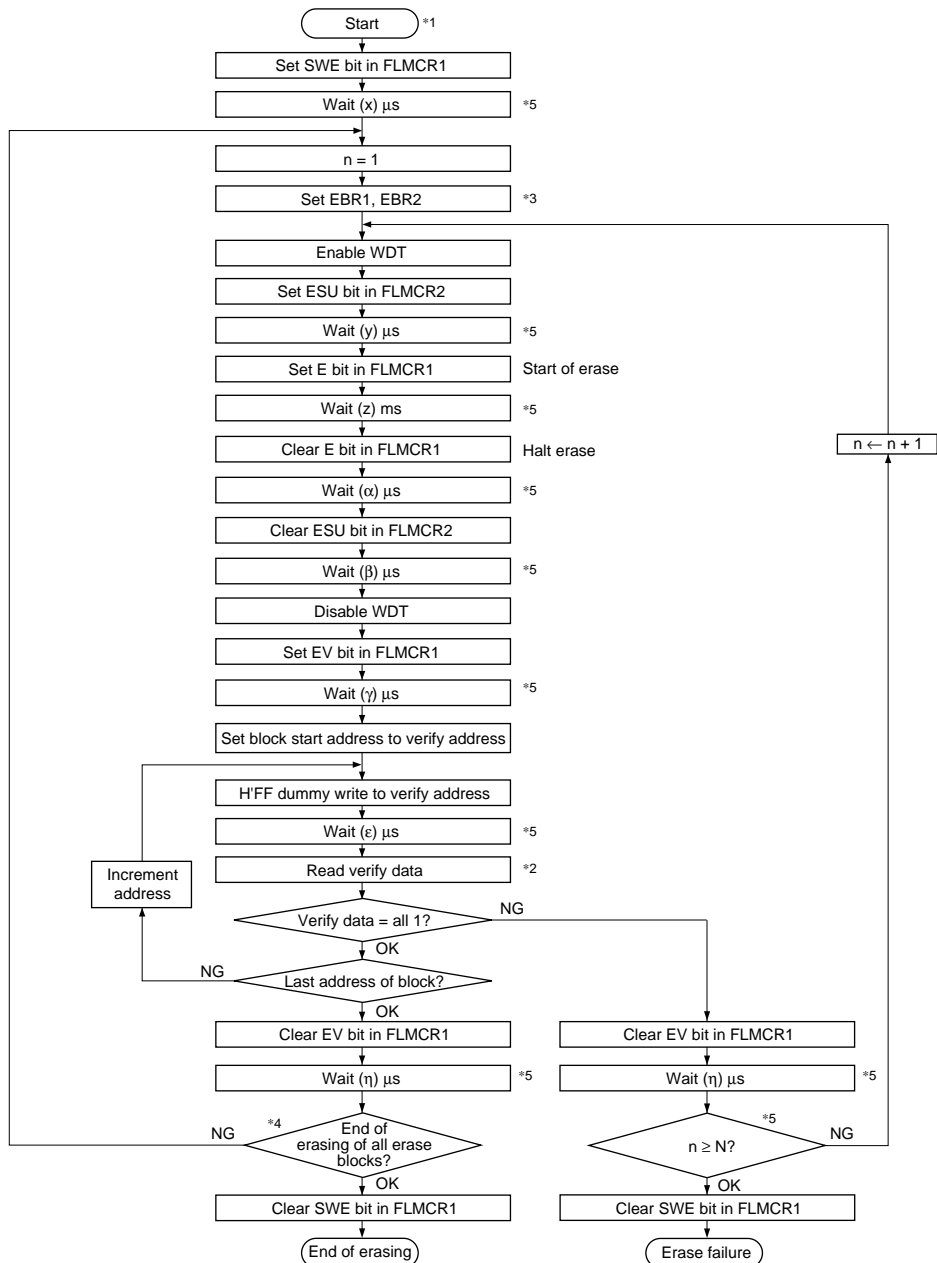 Start *1
Set SWE bit in FLMCR1
Wait (x) μs *5
n = 1
Set EBR1, EBR2 *3
Enable WDT
Set ESU bit in FLMCR2
Wait (y) μs *5
Set E bit in FLMCR1 Start of erase
Wait (z) ms *5
Clear E bit in FLMCR1 Halt erase
n ← n + 1
Wait (α) μs *5
Clear ESU bit in FLMCR2
Wait (β) μs *5
Disable WDT
Set EV bit in FLMCR1
Wait (γ) μs *5
Set block start address to verify address
H'FF dummy write to verify address
Wait (ε) μs *5
Increment
address
Read verify data *2
Verify data = all 1? NG
OK
NG Last address of block?
OK
Clear EV bit in FLMCR1
Wait (η) μs *5
NG *4
End of
erasing of all erase
blocks?
OK
Clear SWE bit in FLMCR1
End of erasing
Clear EV bit in FLMCR1
Wait (η) μs *5
*5
n ≥ N? NG
OK
Clear SWE bit in FLMCR1
Erase failure